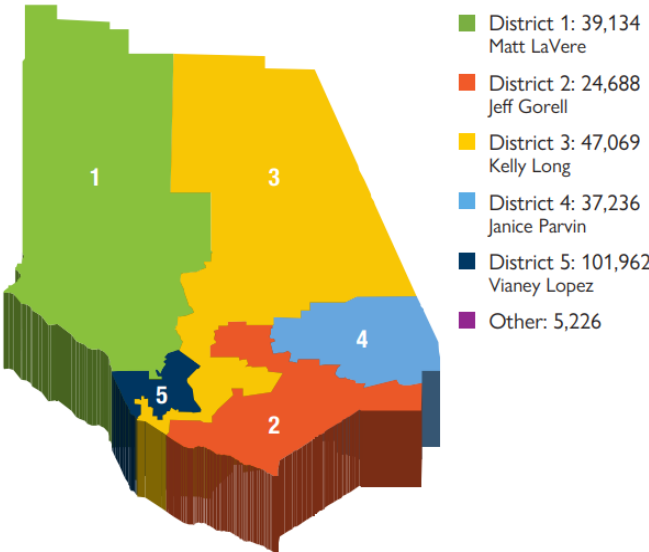 District 1: 39,134
Matt LaVere
District 2: 24,688
Jeff Gorell
District 3: 47,069
Kelly Long
District 4: 37,236
Janice Parvin
District 5: 101,962
Vianey Lopez
Other: 5,226
1
3
4
5
2